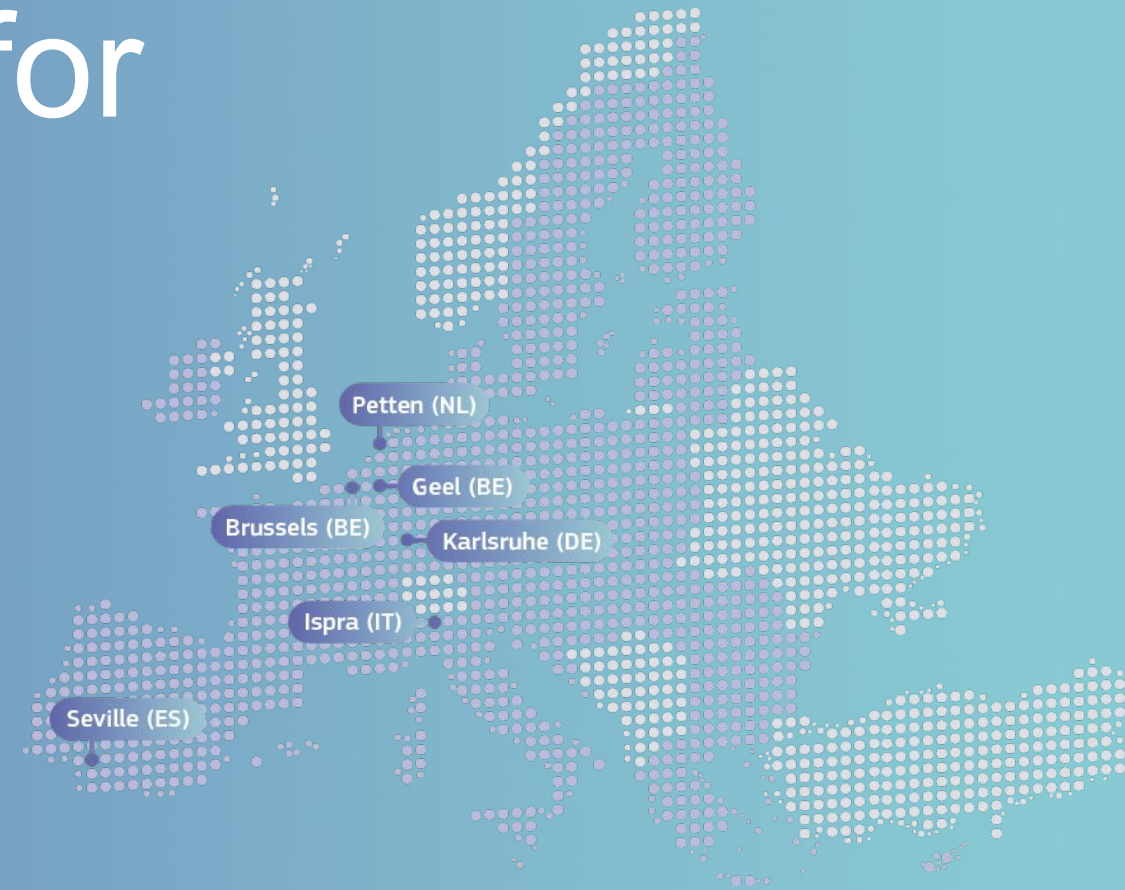 for
Petten (NL)
Geel (BE)
Brussels (BE)
Karlsruhe (DE)
Ispra (IT)
Seville (ES)